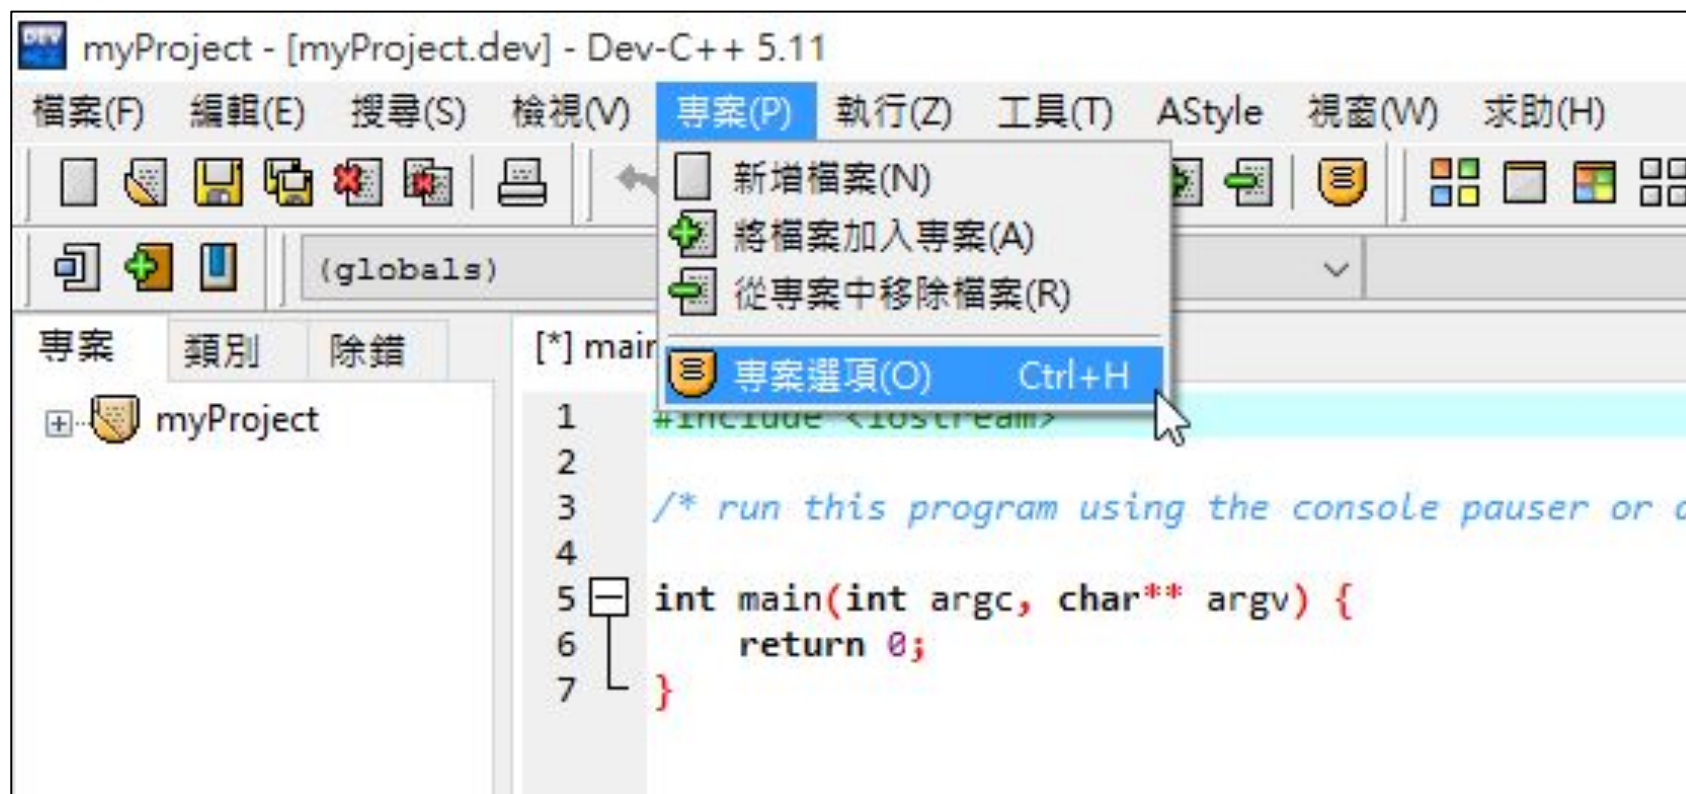 DEV
myProject - [myProject.dev] - Dev-C++ 5.11
檔案(F) 編輯(E) 搜尋(S) 檢視(V) 專案(P) 執行(Z) 工具(T) AStyle 視窗(W) 求助(H)
新增檔案(N)
將檔案加入專案(A)
從專案中移除檔案(R)
專案選項(O) Ctrl+H
(globals)
專案 類別 除錯
myProject
[*] main
1 #include <iostream>
2
3 /* run this program using the console pauser or
4
5 int main(int argc, char** argv) {
6 return 0;
7 }